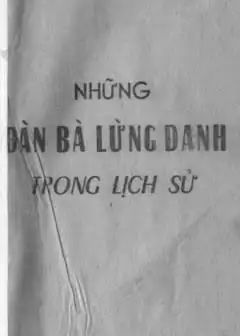 NHỮNG
ĐÀN BÀ LỪNG DANH
TRONG LỊCH SỬ